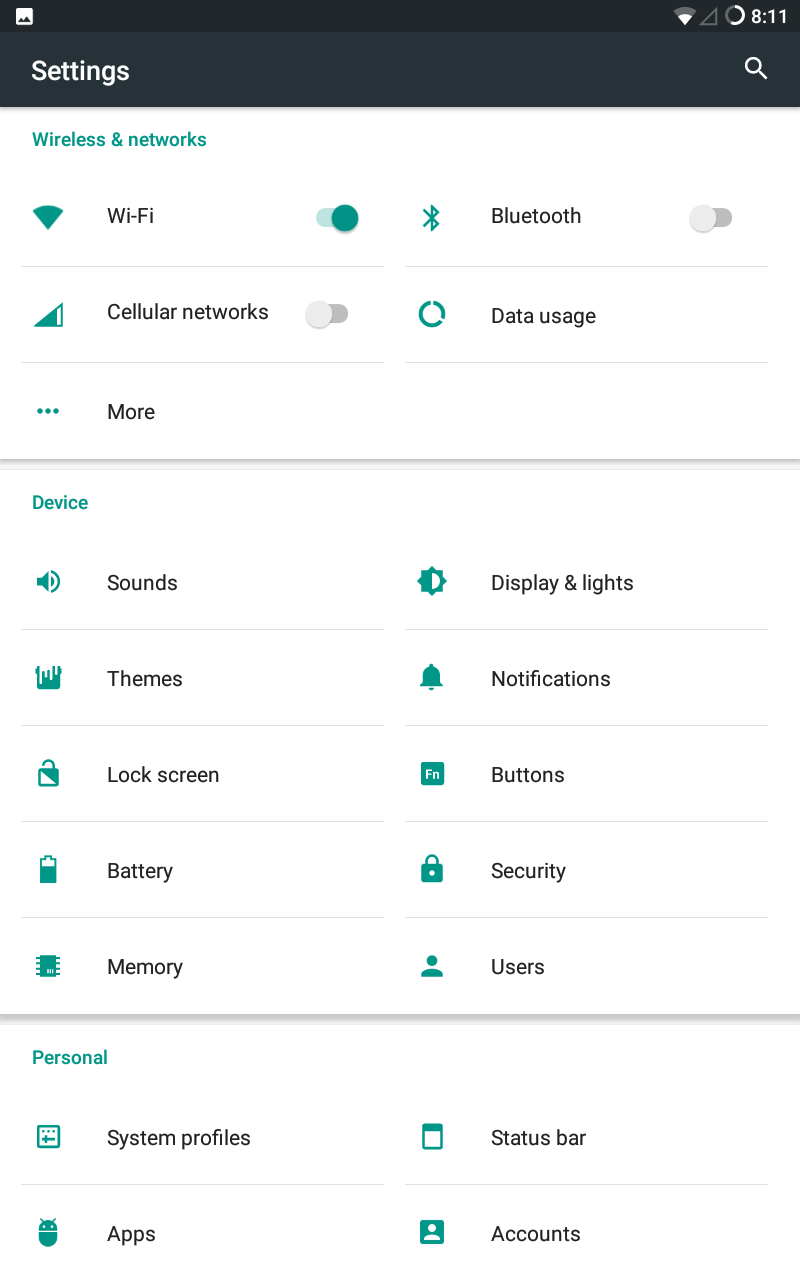 8:11
Settings
Wireless & networks
Wi-Fi
Bluetooth
Cellular networks
Data usage
More
Device
Sounds
Display & lights
Themes
Notifications
Lock screen
Fn
Buttons
Battery
Security
Memory
Users
Personal
System profiles
Status bar
Apps
Accounts